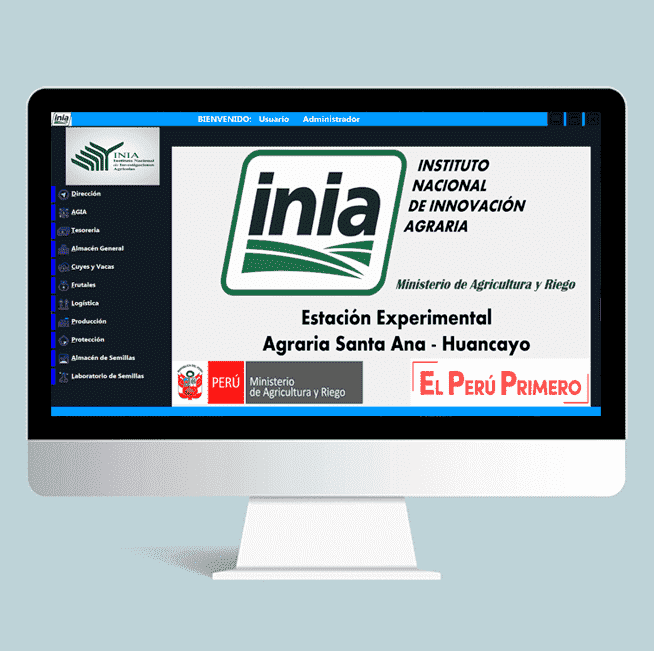 inia
BIENVENIDO: Usuario Administrador
INIA
Instituto Nacional
de Investigaciones
Agrícolas
Dirección
AGIA
Tesorería
Almacén General
Cuyes y Vacas
Frutales
Logística
Producción
Protección
Almacén de Semillas
Laboratorio de Semillas
inia
INSTITUTO
NACIONAL
DE INNOVACIÓN
AGRARIA
Ministerio de Agricultura y Riego
Estación Experimental
Agraria Santa Ana - Huancayo
PERÚ
Ministerio
de Agricultura y Riego
EL PERÚ PRIMERO